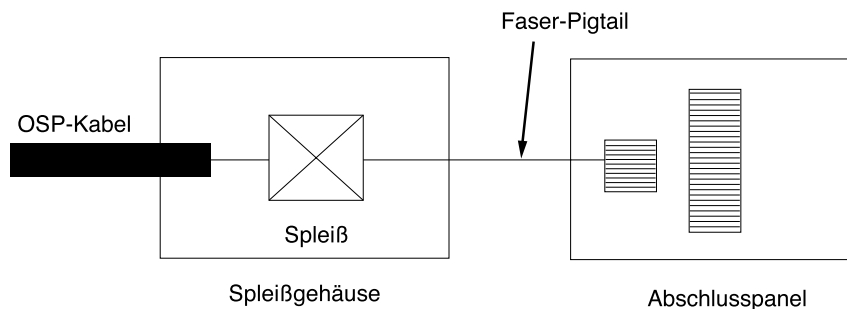 Faser-Pigtail
OSP-Kabel
Spleiß
Spleißgehäuse
Abschlusspanel